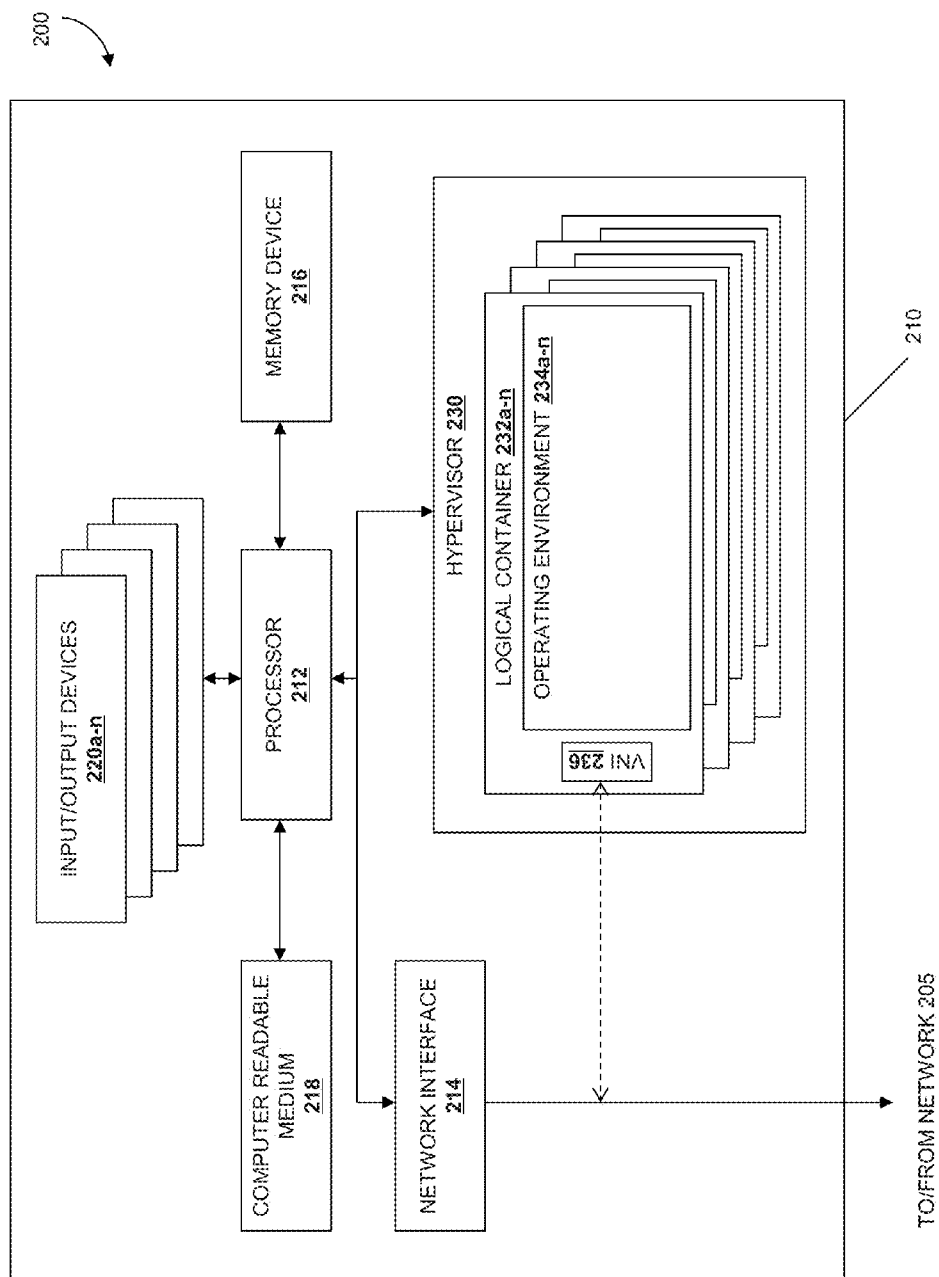 200
INPUT/OUTPUT DEVICES
220a-n
COMPUTER READABLE
MEDIUM
218
PROCESSOR
212
MEMORY DEVICE
216
NETWORK INTERFACE
214
HYPERVISOR 230
LOGICAL CONTAINER 232a-n
OPERATING ENVIRONMENT 234a-n
VNI 236
210
TO/FROM NETWORK 205